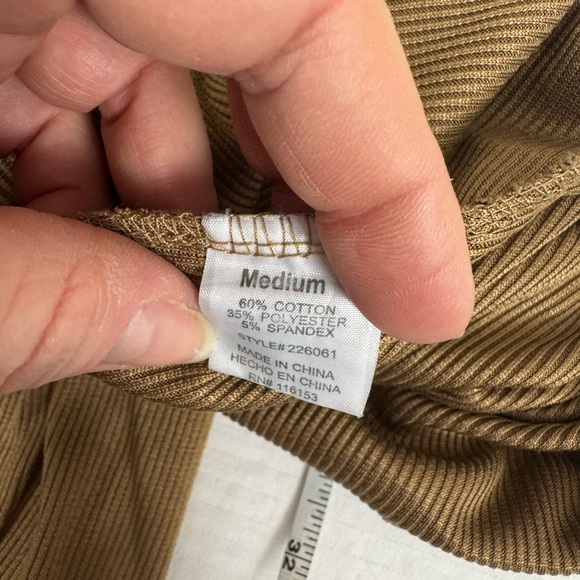 Medium
60% COTTON
35% POLYESTER
5% SPANDEX
STYLE# 226061
MADE IN CHINA
HECHO EN CHINA
RN# 116153
32